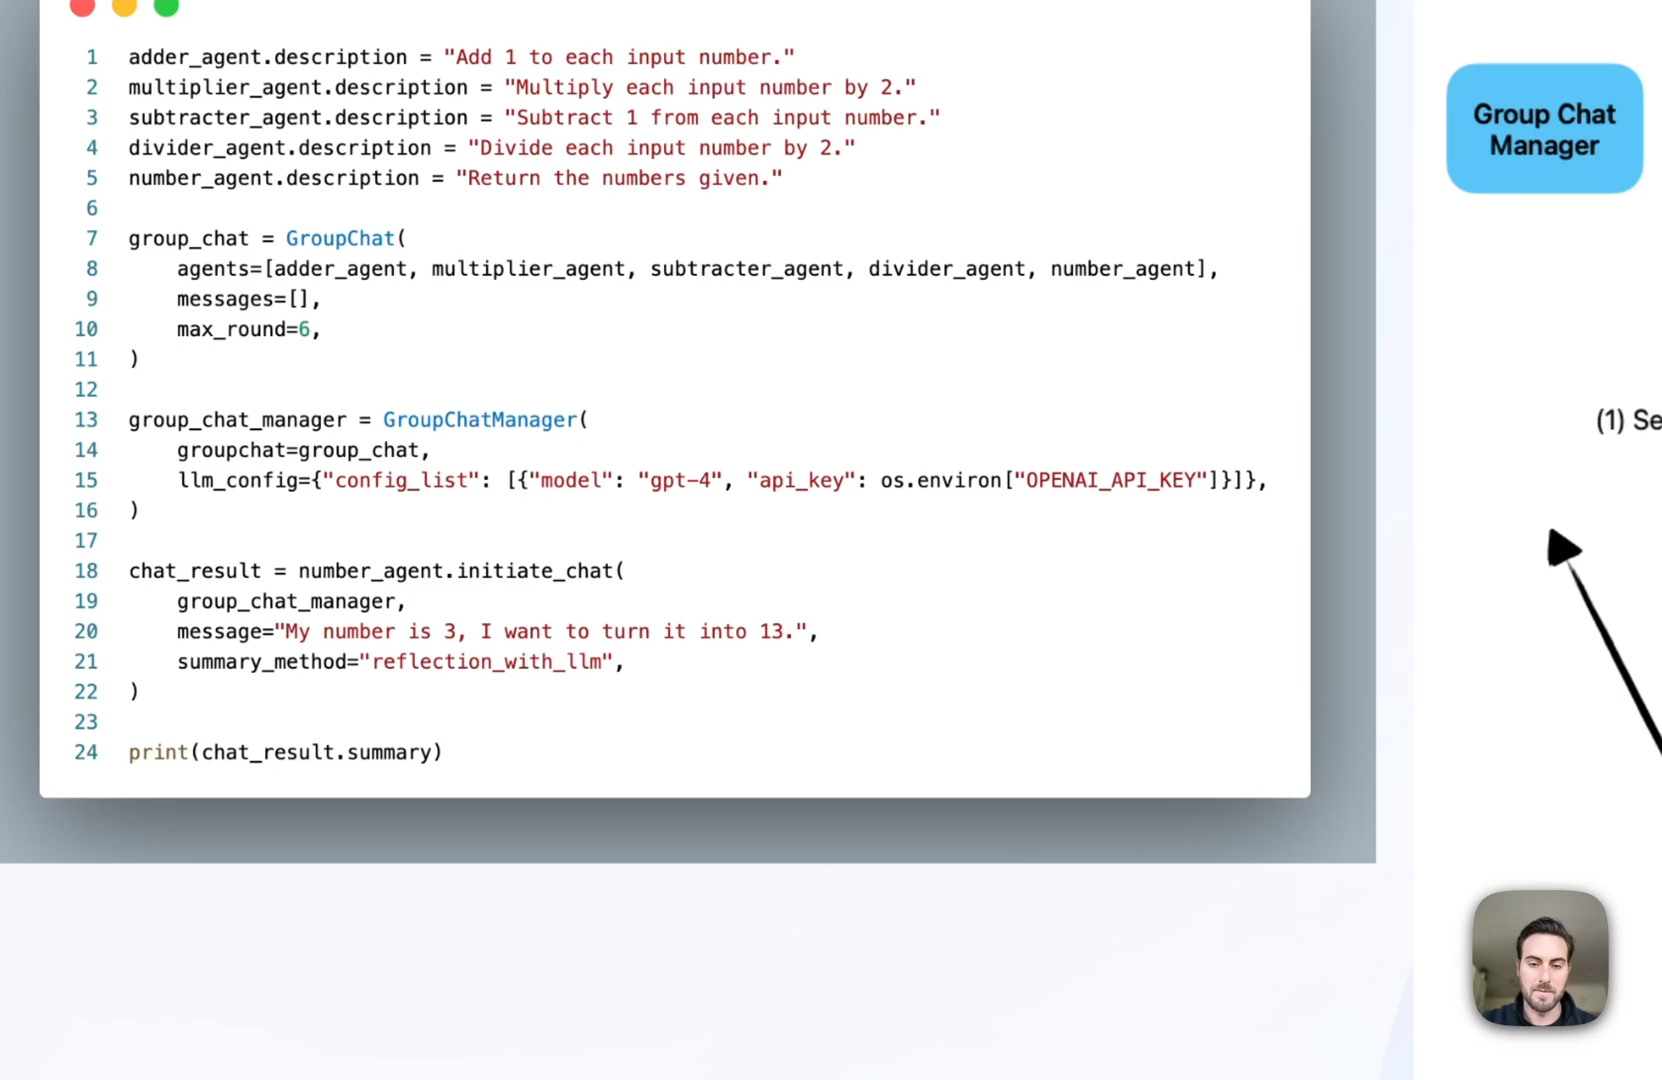 1 adder_agent.description = "Add 1 to each input number."
2 multiplier_agent.description = "Multiply each input number by 2."
3 subtracter_agent.description = "Subtract 1 from each input number."
4 divider_agent.description = "Divide each input number by 2."
5 number_agent.description = "Return the numbers given."
6
7 group_chat = GroupChat(
8     agents=[adder_agent, multiplier_agent, subtracter_agent, divider_agent, number_agent],
9     messages=[],
10     max_round=6,
11 )
12
13 group_chat_manager = GroupChatManager(
14     groupchat=group_chat,
15     llm_config={"config_list": [{"model": "gpt-4", "api_key": os.environ["OPENAI_API_KEY"]}]},
16 )
17
18 chat_result = number_agent.initiate_chat(
19     group_chat_manager,
20     message="My number is 3, I want to turn it into 13.",
21     summary_method="reflection_with_llm",
22 )
23
24 print(chat_result.summary)
Group Chat
Manager
(1) Se